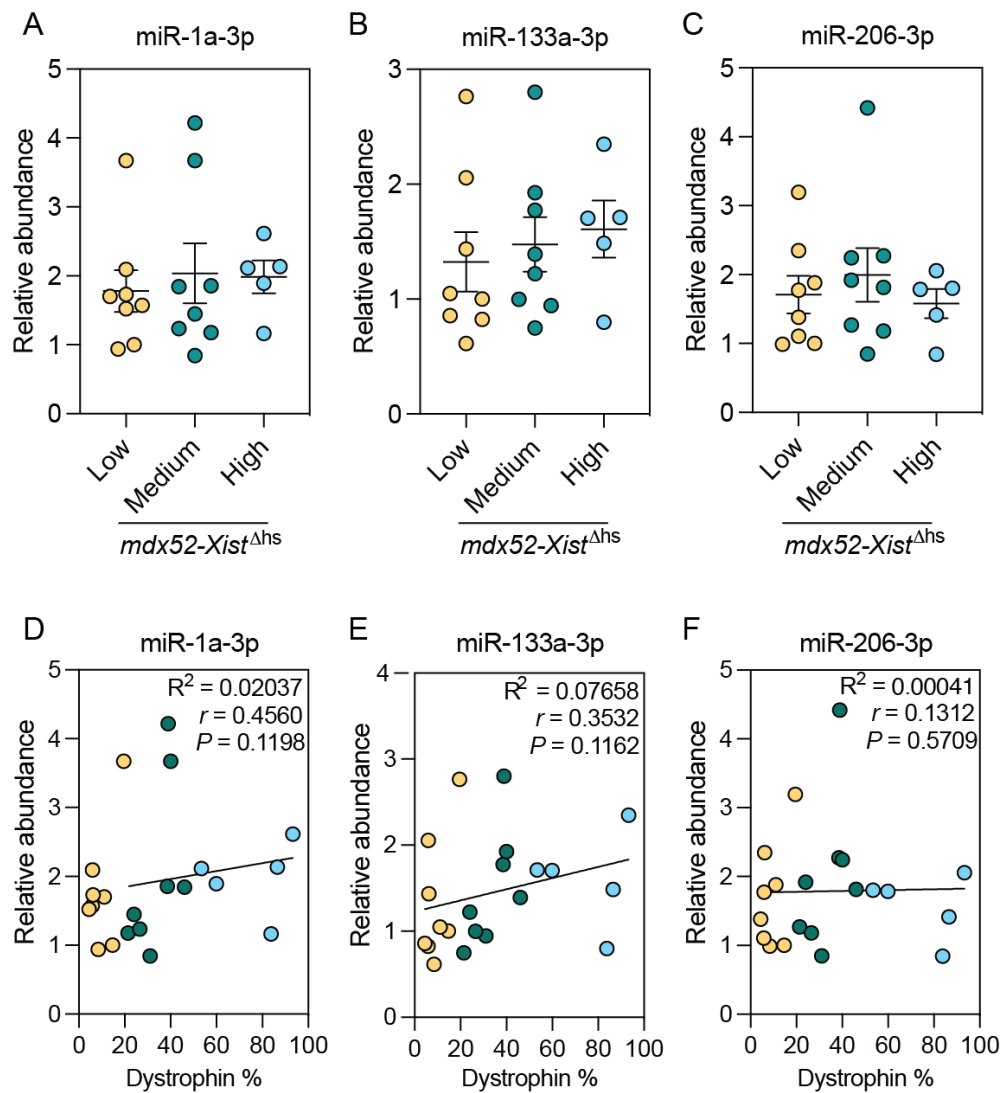 A
miR-1a-3p
Relative abundance
5
4
3
2
1
0
Low
Medium
High
mdx52-Xist^Δhs
B
miR-133a-3p
Relative abundance
3
2
1
0
Low
Medium
High
mdx52-Xist^Δhs
C
miR-206-3p
Relative abundance
5
4
3
2
1
0
Low
Medium
High
mdx52-Xist^Δhs
D
miR-1a-3p
R² = 0.02037
r = 0.4560
P = 0.1198
Relative abundance
5
4
3
2
1
0
0 20 40 60 80 100
Dystrophin %
E
miR-133a-3p
R² = 0.07658
r = 0.3532
P = 0.1162
Relative abundance
4
3
2
1
0
0 20 40 60 80 100
Dystrophin %
F
miR-206-3p
R² = 0.00041
r = 0.1312
P = 0.5709
Relative abundance
5
4
3
2
1
0
0 20 40 60 80 100
Dystrophin %